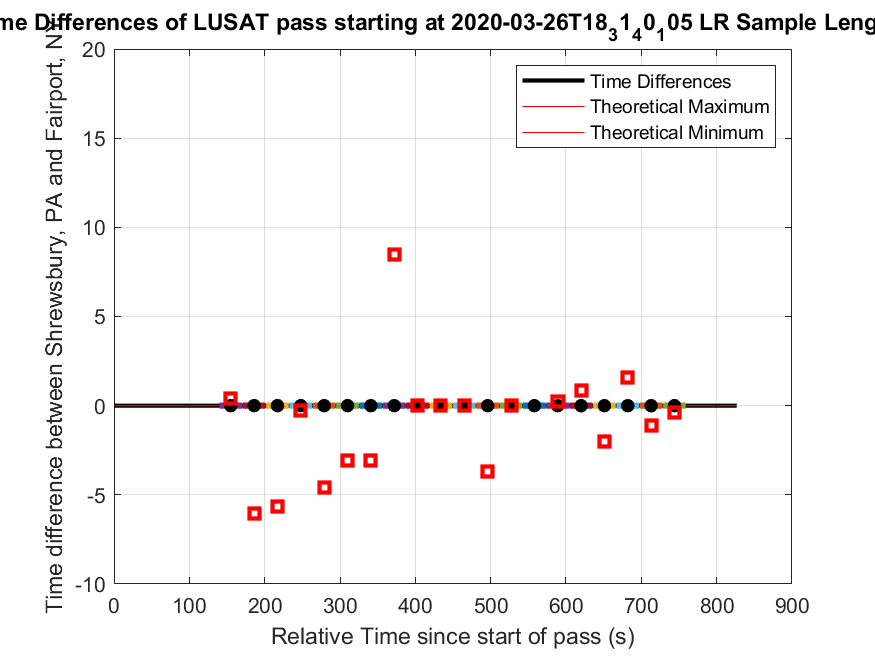 me Differences of LUSAT pass starting at 2020-03-26T18₃1₄0₁05 LR Sample Leng
Time Differences
Theoretical Maximum
Theoretical Minimum
Time difference between Shrewsbury, PA and Fairport, NY
20
15
10
5
0
-5
-10
0 100 200 300 400 500 600 700 800 900
Relative Time since start of pass (s)